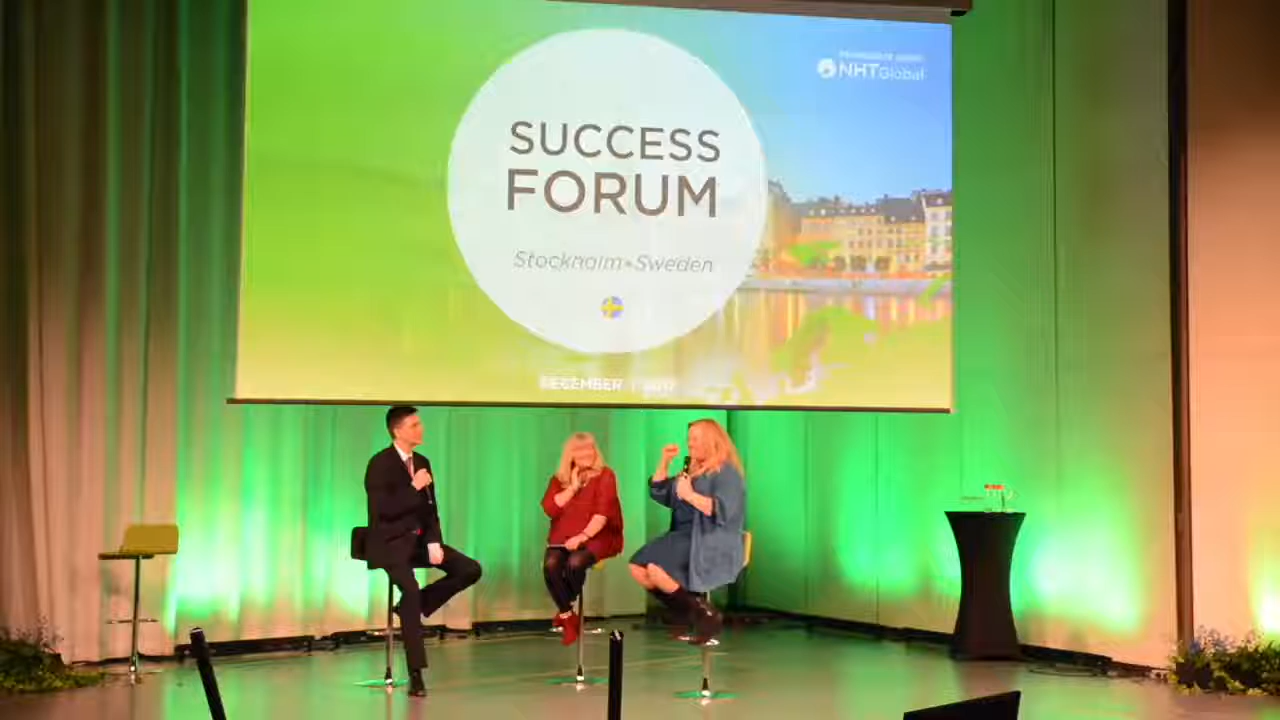 NHTGlobal
SUCCESS
FORUM
Stockholm•Sweden
DECEMBER